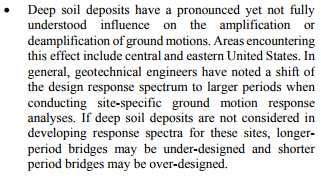 • Deep soil deposits have a pronounced yet not fully
understood influence on the amplification or
deamplification of ground motions. Areas encountering
this effect include central and eastern United States. In
general, geotechnical engineers have noted a shift of
the design response spectrum to larger periods when
conducting site-specific ground motion response
analyses. If deep soil deposits are not considered in
developing response spectra for these sites, longer-
period bridges may be under-designed and shorter
period bridges may be over-designed.